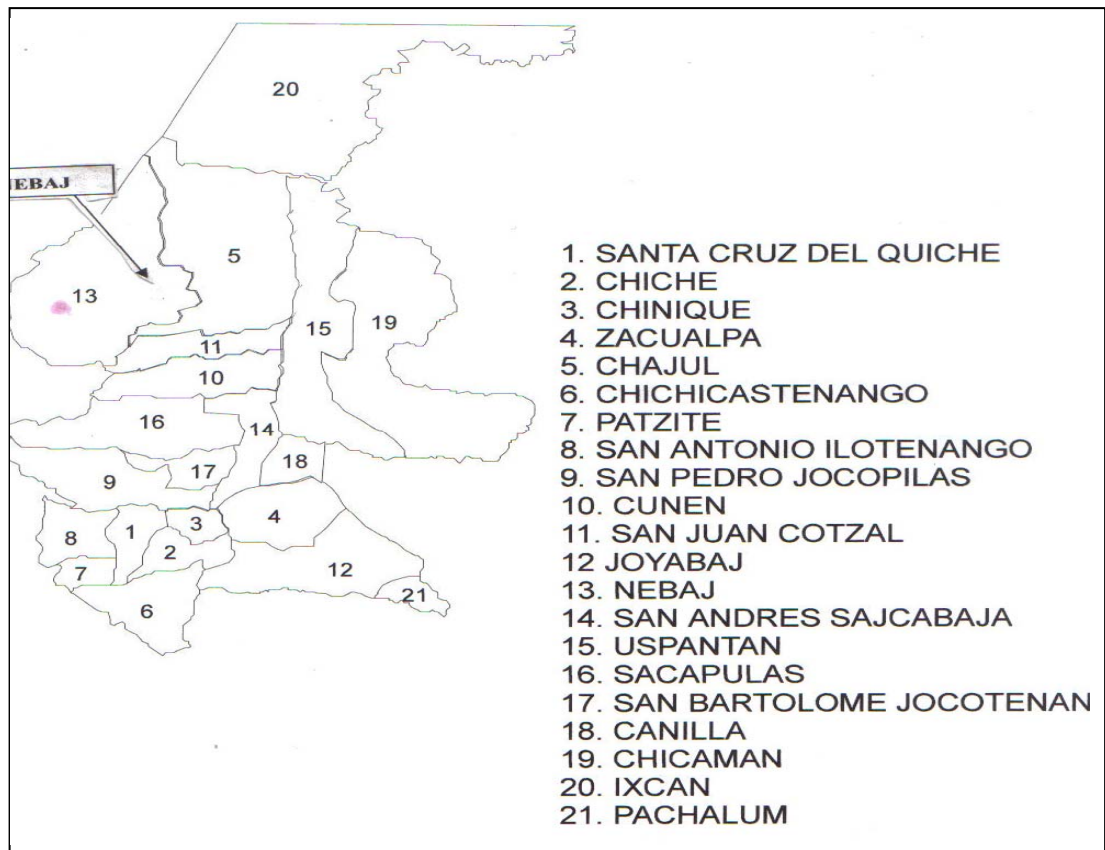 20
NEBAJ
5
13
15
19
11
10
16
14
18
17
9
3
4
1
8
2
12
7
21
6
1. SANTA CRUZ DEL QUICHE
2. CHICHE
3. CHINIQUE
4. ZACUALPA
5. CHAJUL
6. CHICHICASTENANGO
7. PATZITE
8. SAN ANTONIO ILOTENANGO
9. SAN PEDRO JOCOPILAS
10. CUNEN
11. SAN JUAN COTZAL
12 JOYABAJ
13. NEBAJ
14. SAN ANDRES SAJCABAJA
15. USPANTAN
16. SACAPULAS
17. SAN BARTOLOME JOCOTENAN
18. CANILLA
19. CHICAMAN
20. IXCAN
21. PACHALUM